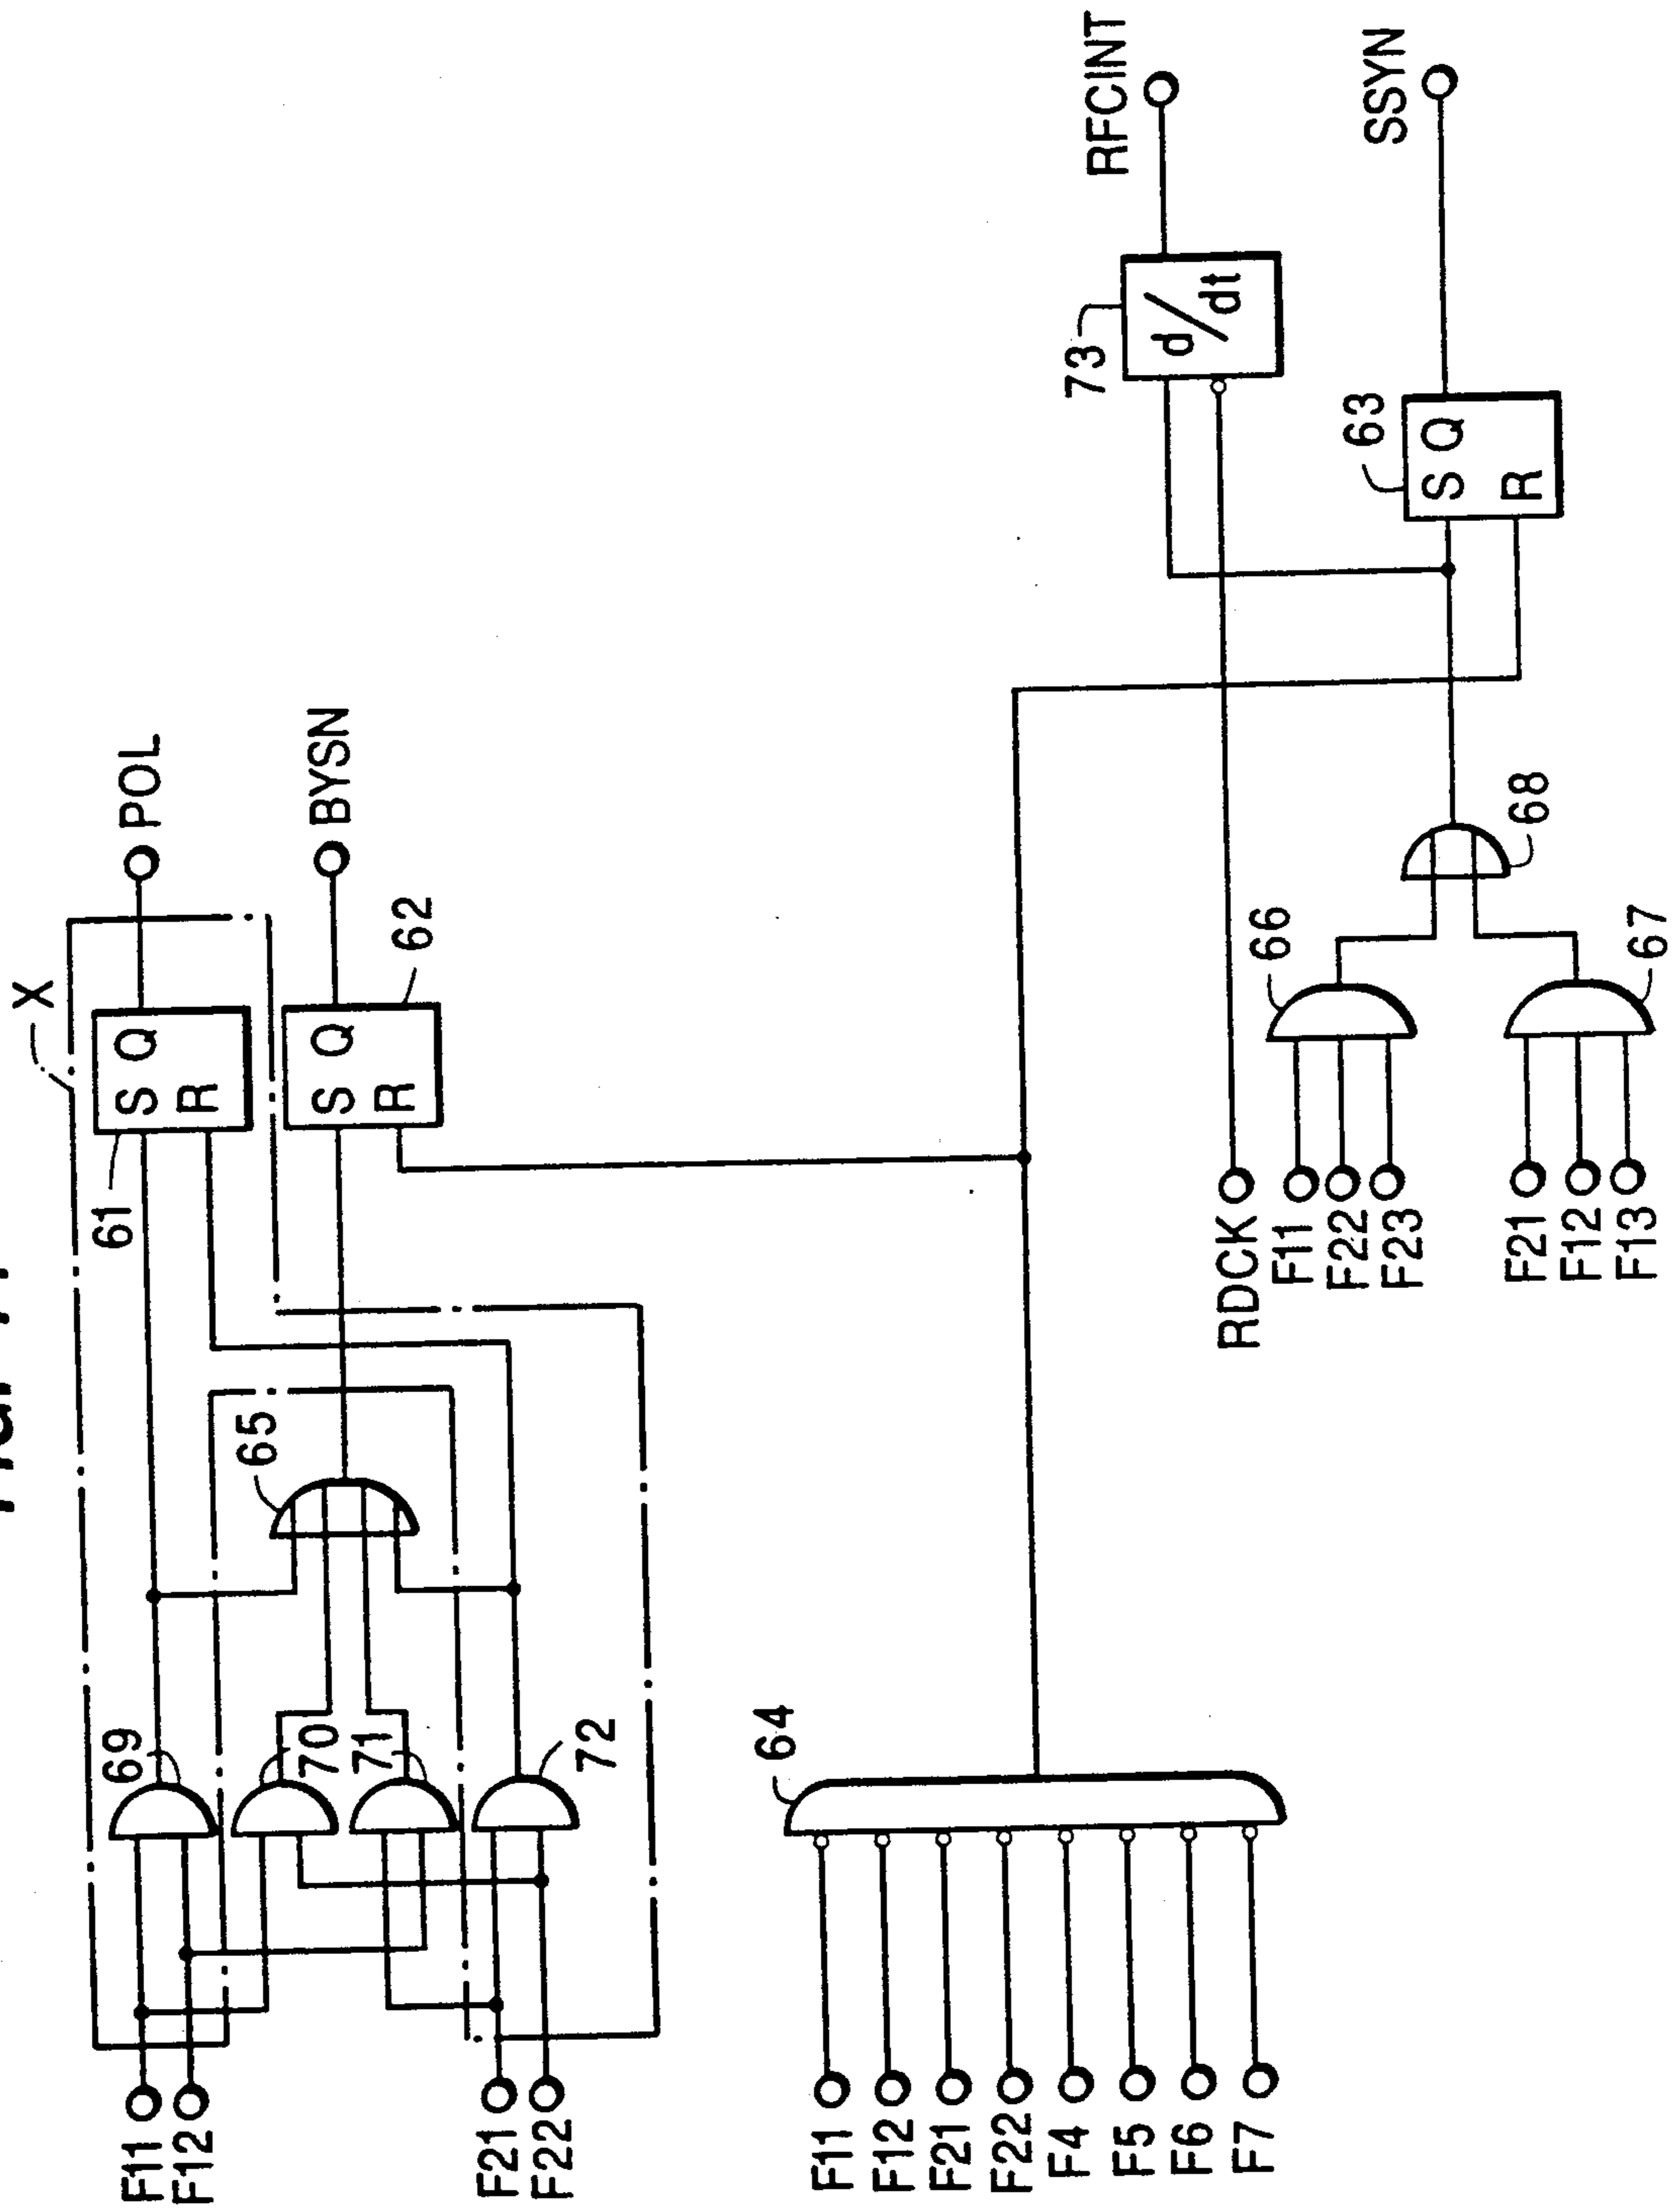 X
POL
BYSN
61
S Q
R
62
S Q
R
65
69
70
71
72
F11
F12
F21
F22
64
F11
F12
F21
F22
F4
F5
F6
F7
RFCINT
73
d/dt
SSYN
63
S Q
R
68
66
67
RDCK
F11
F22
F23
F21
F12
F13